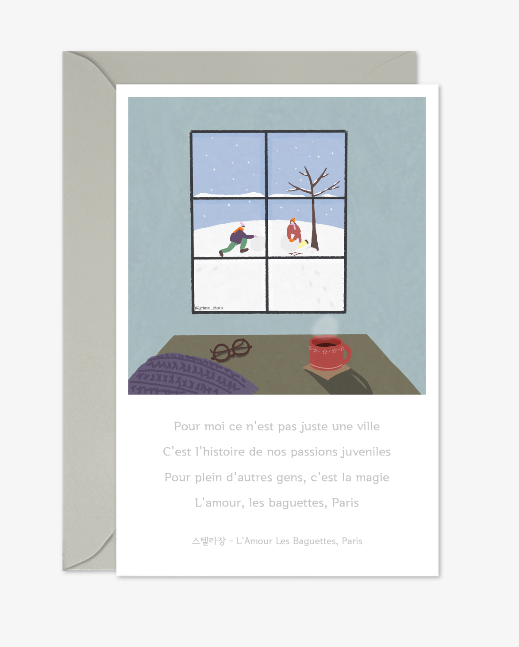 Pour moi ce n'est pas juste une ville
C'est l'histoire de nos passions juveniles
Pour plein d'autres gens, c'est la magie
L'amour, les baguettes, Paris
스텔라장 - L'Amour Les Baguettes, Paris